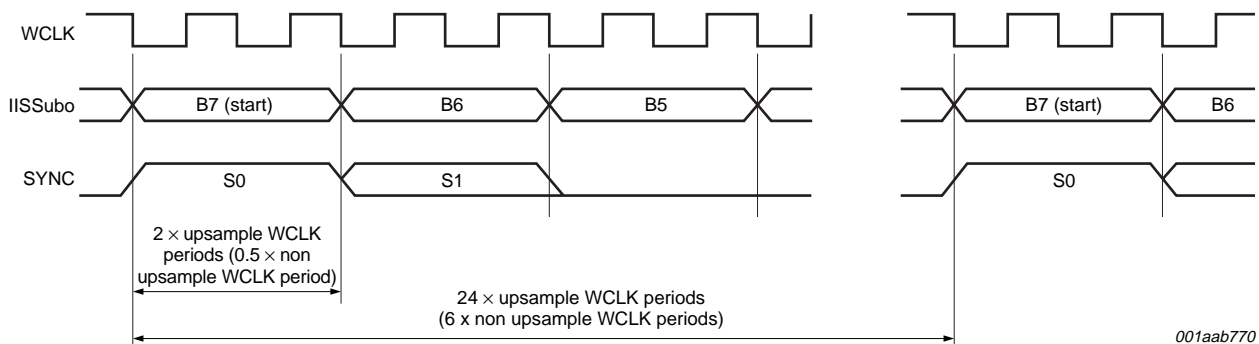 WCLK
IISSubo
B7 (start)
B6
B5
B7 (start)
B6
SYNC
S0
S1
S0
2 × upsample WCLK
periods (0.5 × non
upsample WCLK period)
24 × upsample WCLK periods
(6 x non upsample WCLK periods)
001aab770